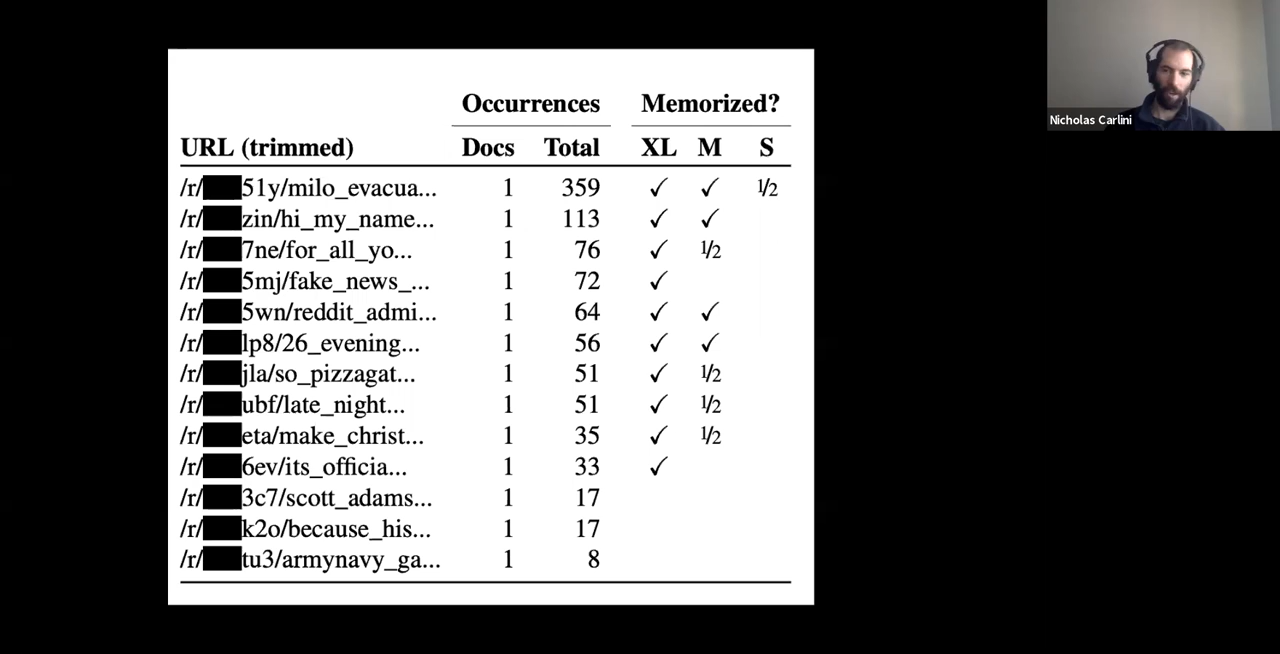 Occurrences Memorized?
URL (trimmed) Docs Total XL M S
/r/ 51y/milo_evacua... 1 359 ✓ ✓ 1/2
/r/ zin/hi_my_name... 1 113 ✓ ✓
/r/ 7ne/for_all_yo... 1 76 ✓ 1/2
/r/ 5mj/fake_news_... 1 72 ✓
/r/ 5wn/reddit_admi... 1 64 ✓ ✓
/r/ lp8/26_evening... 1 56 ✓ ✓
/r/ jla/so_pizzagat... 1 51 ✓ 1/2
/r/ ubf/late_night... 1 51 ✓ 1/2
/r/ eta/make_christ... 1 35 ✓ 1/2
/r/ 6ev/its_officia... 1 33 ✓
/r/ 3c7/scott_adams... 1 17
/r/ k2o/because_his... 1 17
/r/ tu3/armynavy_ga... 1 8
Nicholas Carlini